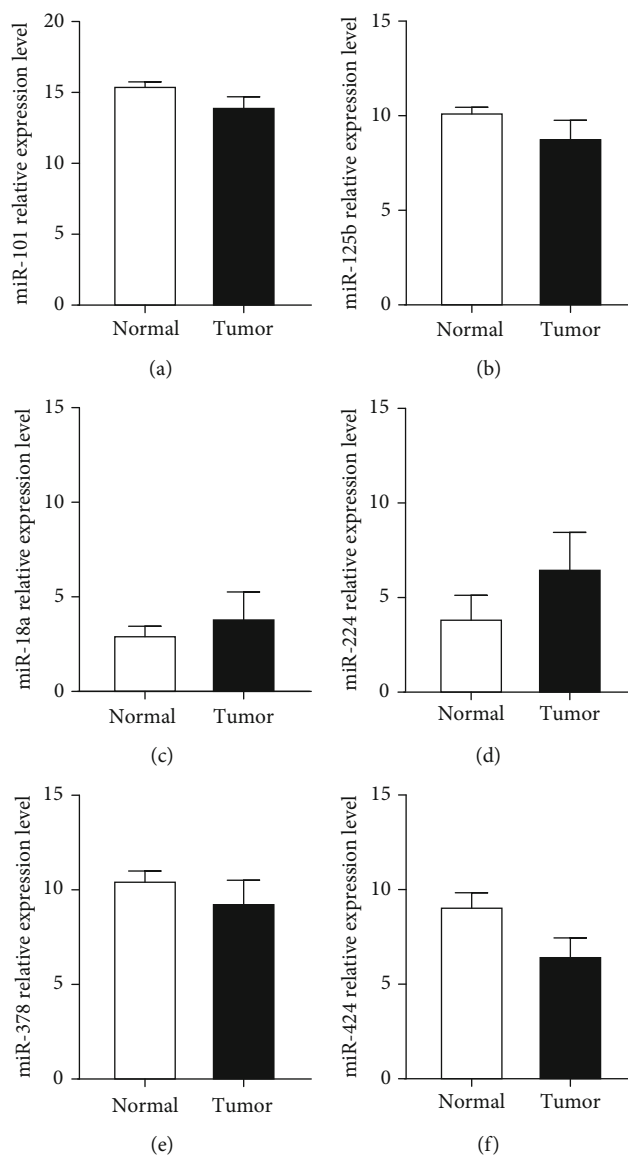 miR-101 relative expression level
20
15
10
5
0
Normal Tumor
(a)
miR-125b relative expression level
15
10
5
0
Normal Tumor
(b)
miR-18a relative expression level
15
10
5
0
Normal Tumor
(c)
miR-224 relative expression level
15
10
5
0
Normal Tumor
(d)
miR-378 relative expression level
15
10
5
0
Normal Tumor
(e)
miR-424 relative expression level
15
10
5
0
Normal Tumor
(f)